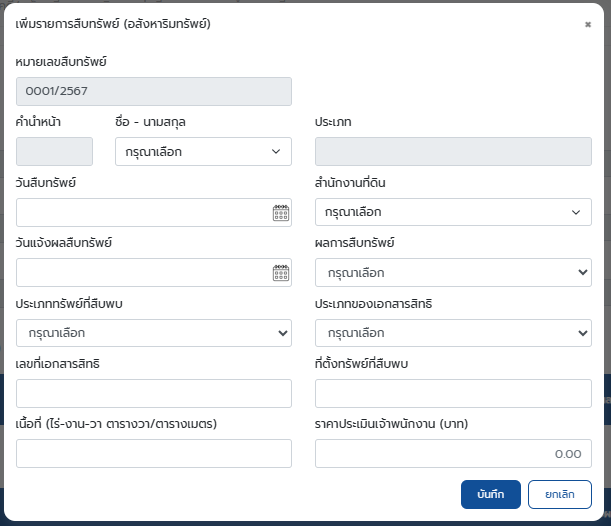 เพิ่มรายการสืบทรัพย์ (อสังหาริมทรัพย์)
หมายเลขสืบทรัพย์
0001/2567
คำนำหน้า
ชื่อ - นามสกุล
ประเภท
กรุณาเลือก
วันสืบทรัพย์
สำนักงานที่ดิน
กรุณาเลือก
วันแจ้งผลสืบทรัพย์
ผลการสืบทรัพย์
กรุณาเลือก
ประเภททรัพย์ที่สืบพบ
ประเภทของเอกสารสิทธิ
กรุณาเลือก
กรุณาเลือก
เลขที่เอกสารสิทธิ
ที่ตั้งทรัพย์ที่สืบพบ
เนื้อที่ (ไร่-งาน-วา ตารางวา/ตารางเมตร)
ราคาประเมินเจ้าพนักงาน (บาท)
0.00
บันทึก
ยกเลิก